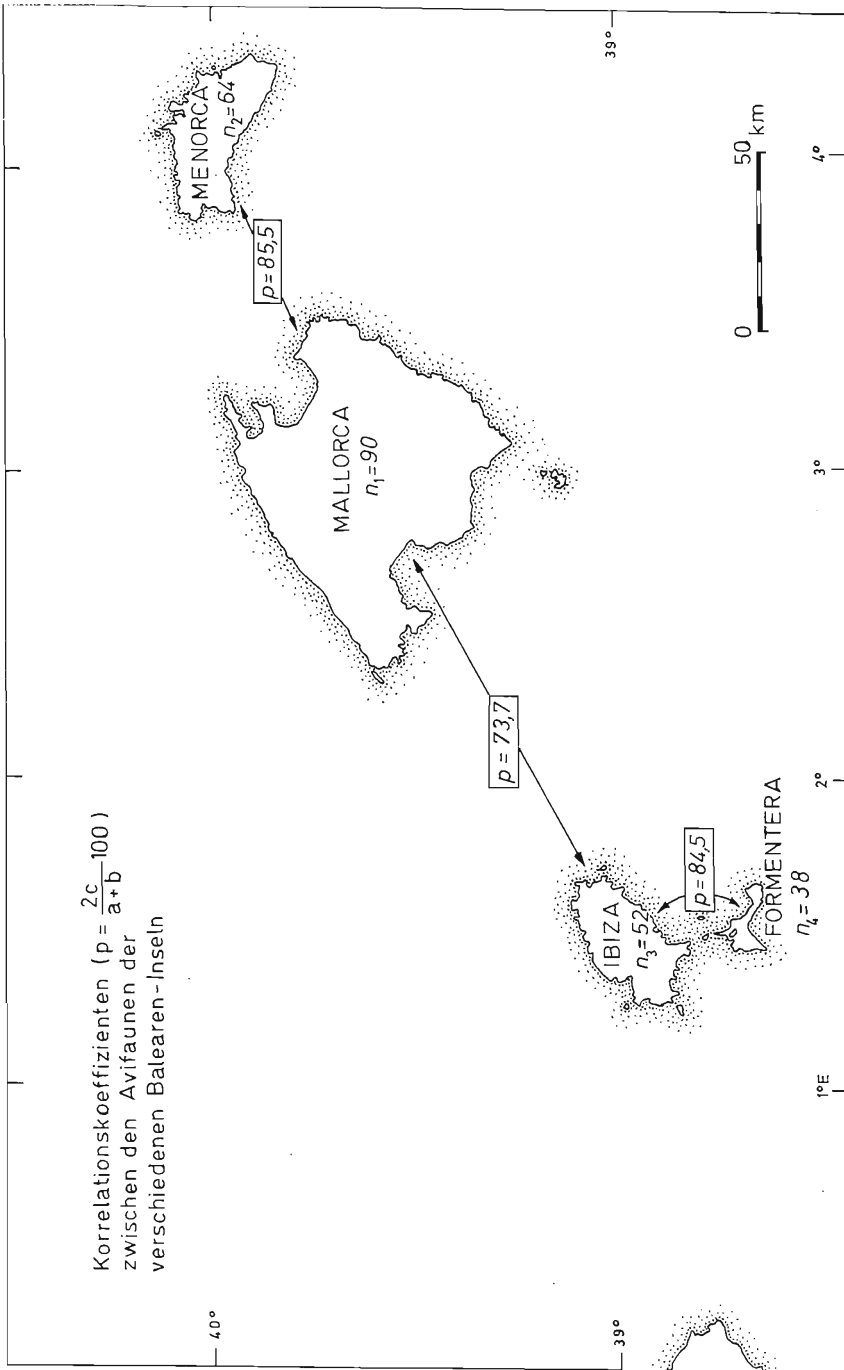 Korrelationskoeffizienten (p = 2c/a+b 100)
zwischen den Avifaunen der
verschiedenen Balearen-Inseln
40°
39°
39°
MENORCA
n₂=64
p=85,5
MALLORCA
n₁=90
p=73,7
IBIZA
n₃=52
p=84,5
FORMENTERA
n₄=38
0 50 km
1°E
2°
3°
4°